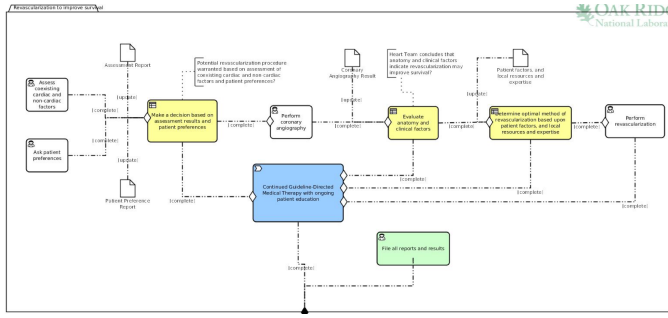 Revascularization to improve survival
OAK RIDG
National Labora
Assessment Report
Potential revascularization procedure
warranted based on assessment of
coexisting cardiac and non-cardiac
factors and patient preferences?
Coronary
Angiography Result
Heart Team concludes that
anatomy and clinical factors
indicate revascularization may
improve survival?
Patient factors, and
local resources and
expertise
Assess
coexisting
cardiac and
non-cardiac
factors
[update]
[update]
[update]
[complete]
Make a decision based on
assessment results and
patient preferences
[complete]
Perform
coronary
angiography
[complete]
Evaluate
anatomy and
clinical factors
[complete]
Determine optimal method of
revascularization based upon
patient factors, and local
resources and expertise
[complete]
Perform
revascularization
[complete]
Ask patient
preferences
[update]
Patient Preference
Report
[complete]
Continued Guideline-Directed
Medical Therapy with ongoing
patient education
[complete]
[complete]
[complete]
File all reports and results
[complete]